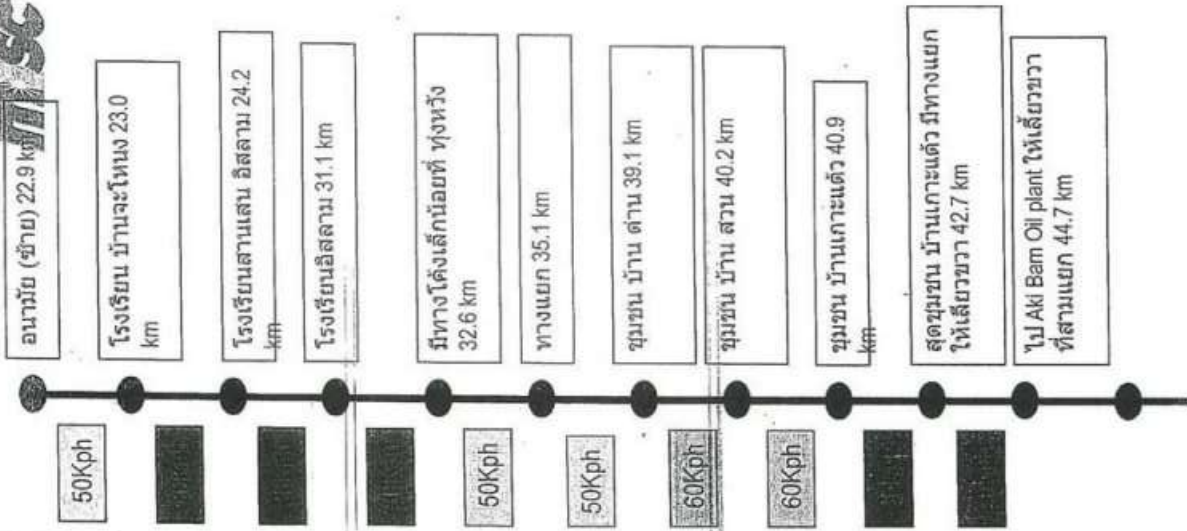 misc
อนามัย (ซ้าย) 22.9 km
โรงเรียน บ้านจะโหนง 23.0
km
โรงเรียนสานเสน อิสลาม 24.2
km
โรงเรียนอิสลาม 31.1 km
มีทางโค้งเล็กน้อยที่ ทุ่งหวัง
32.6 km
ทางแยก 35.1 km
ชุมชน บ้าน ด่าน 39.1 km
ชุมชน บ้าน สวน 40.2 km
ชุมชน บ้านเกาะแต้ว 40.9
km
สุดชุมชน บ้านเกาะแต้ว มีทางแยก
ให้เลี้ยวขวา 42.7 km
ไป Aki Bam Oil plant ให้เลี้ยวขวา
ที่สามแยก 44.7 km
50Kph
50Kph
50Kph
60Kph
60Kph